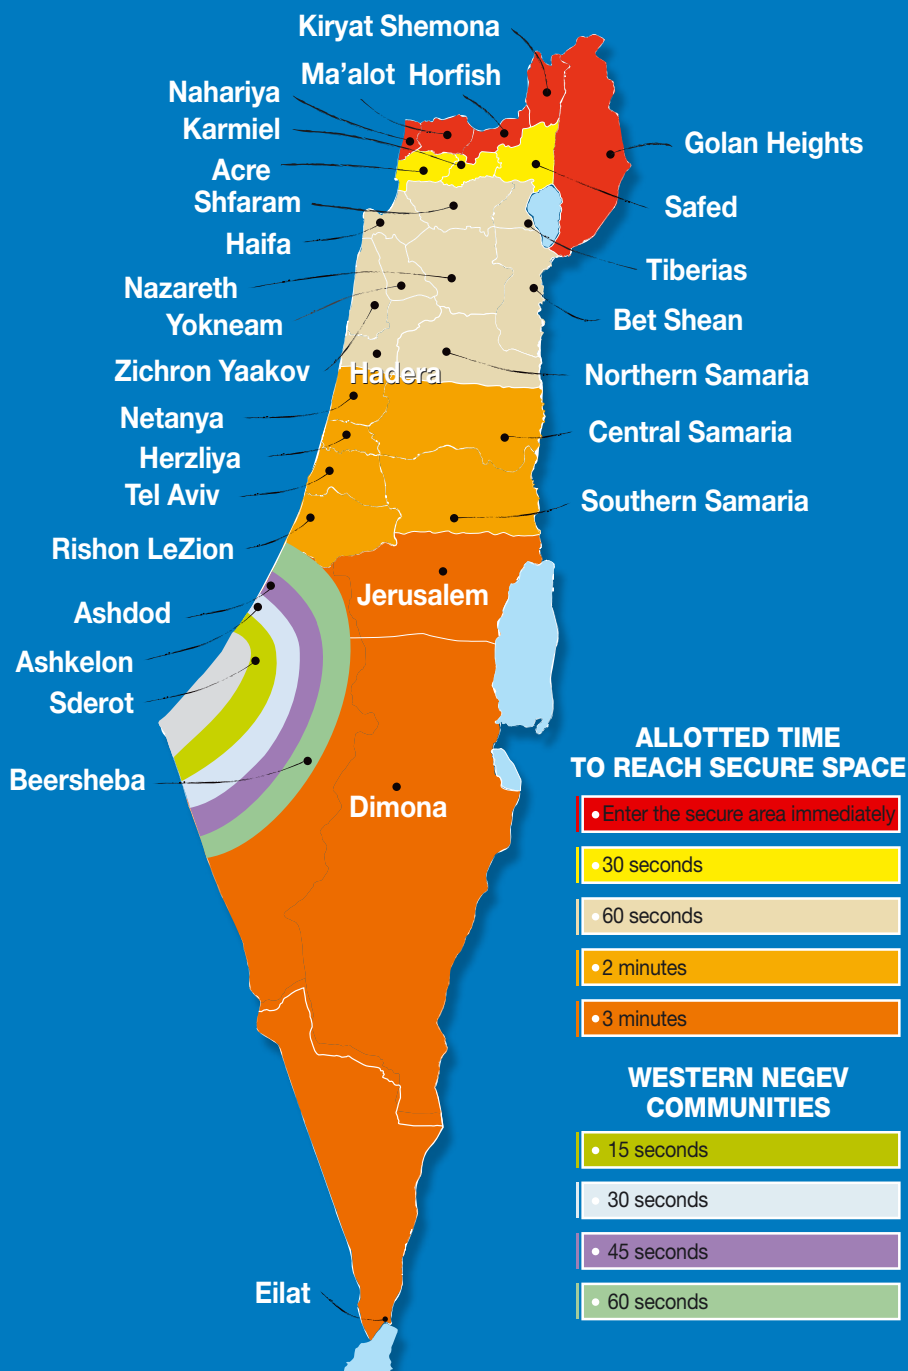 Kiryat Shemona
Ma'alot
Horfish
Nahariya
Karmiel
Golan Heights
Acre
Shfaram
Safed
Haifa
Tiberias
Nazareth
Yokneam
Bet Shean
Zichron Yaakov
Hadera
Northern Samaria
Netanya
Central Samaria
Herzliya
Tel Aviv
Southern Samaria
Rishon LeZion
Jerusalem
Ashdod
Ashkelon
Sderot
Beersheba
Dimona
Eilat
ALLOTTED TIME
TO REACH SECURE SPACE
• Enter the secure area immediately
• 30 seconds
• 60 seconds
• 2 minutes
• 3 minutes
WESTERN NEGEV
COMMUNITIES
• 15 seconds
• 30 seconds
• 45 seconds
• 60 seconds